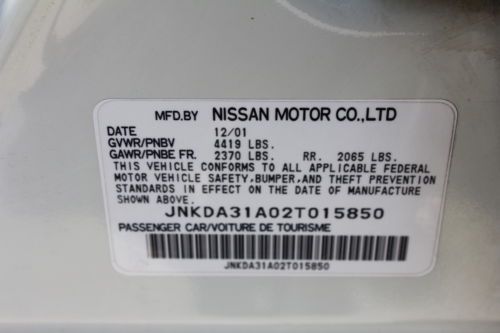 MFD.BY NISSAN MOTOR CO.,LTD
DATE 12/01
GVWR/PNBV 4419 LBS.
GAWR/PNBE FR. 2370 LBS. RR. 2065 LBS.
THIS VEHICLE CONFORMS TO ALL APPLICABLE FEDERAL
MOTOR VEHICLE SAFETY, BUMPER, AND THEFT PREVENTION
STANDARDS IN EFFECT ON THE DATE OF MANUFACTURE
SHOWN ABOVE.
JNKDA31A02T015850
PASSENGER CAR/VOITURE DE TOURISME
JNKDA31A02T015850